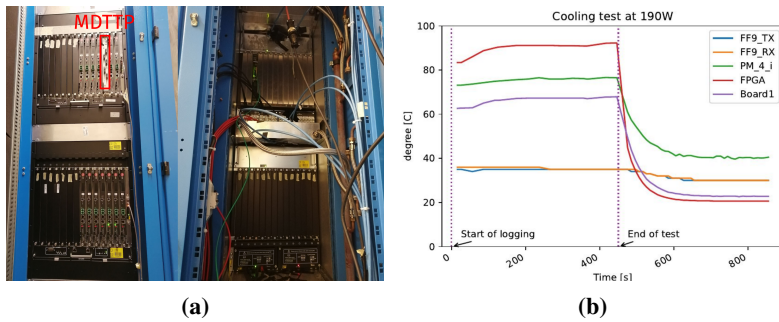 MDTTP
Cooling test at 190W
degree [C]
100
80
60
40
20
0
FF9_TX
FF9_RX
PM_4_i
FPGA
Board1
Start of logging
End of test
0
200
400
600
800
Time [s]
(a)
(b)